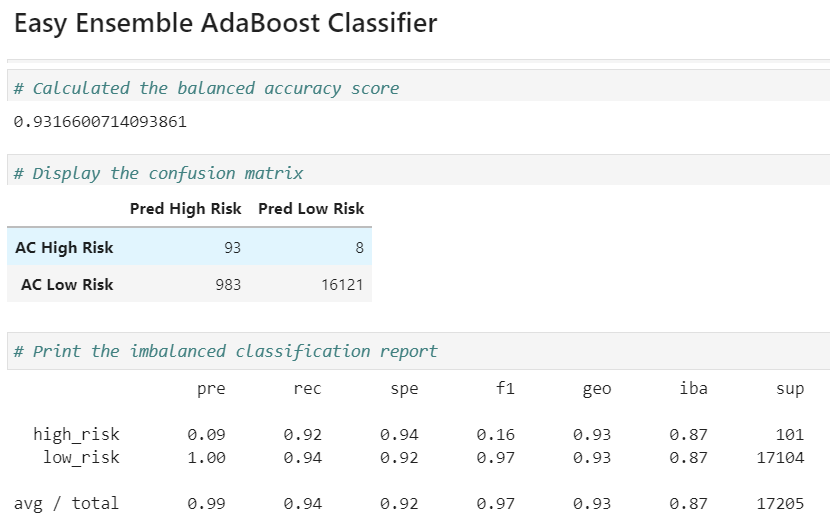 Easy Ensemble AdaBoost Classifier
# Calculated the balanced accuracy score
0.9316600714093861
# Display the confusion matrix
Pred High Risk Pred Low Risk
AC High Risk 93 8
AC Low Risk 983 16121
# Print the imbalanced classification report
pre rec spe f1 geo iba sup
high_risk 0.09 0.92 0.94 0.16 0.93 0.87 101
low_risk 1.00 0.94 0.92 0.97 0.93 0.87 17104
avg / total 0.99 0.94 0.92 0.97 0.93 0.87 17205